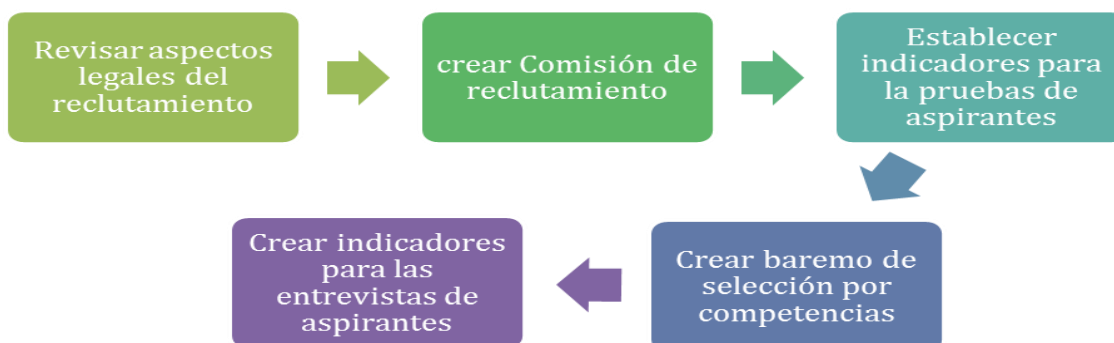 Revisar aspectos
legales del
reclutamiento
crear Comisión de
reclutamiento
Establecer
indicadores para
la pruebas de
aspirantes
Crear baremo de
selección por
competencias
Crear indicadores
para las
entrevistas de
aspirantes